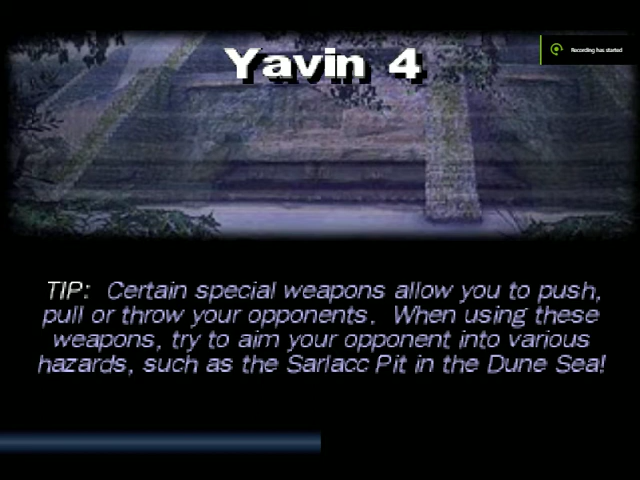 Yavin 4
Recording has started
TIP: Certain special weapons allow you to push,
pull or throw your opponents. When using these
weapons, try to aim your opponent into various
hazards, such as the Sarlacc Pit in the Dune Sea!